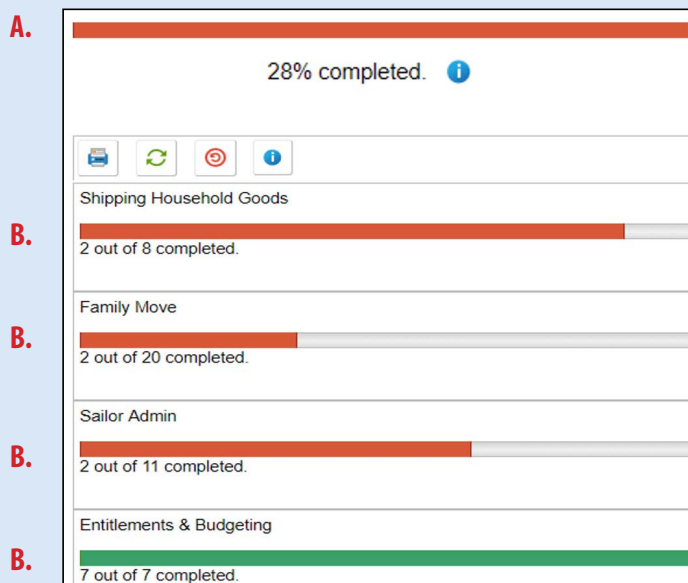 A.
28% completed.
Shipping Household Goods
B.
2 out of 8 completed.
Family Move
B.
2 out of 20 completed.
Sailor Admin
B.
2 out of 11 completed.
Entitlements & Budgeting
B.
7 out of 7 completed.